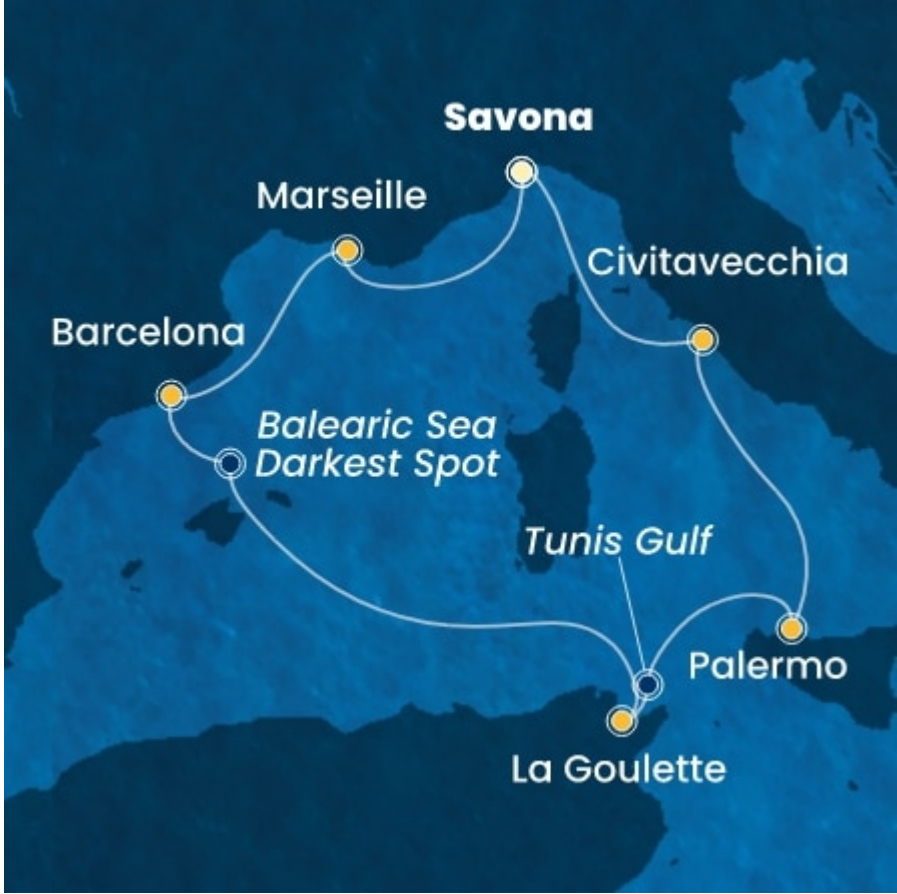 Savona
Marseille
Civitavecchia
Barcelona
Balearic Sea
Darkest Spot
Tunis Gulf
Palermo
La Goulette